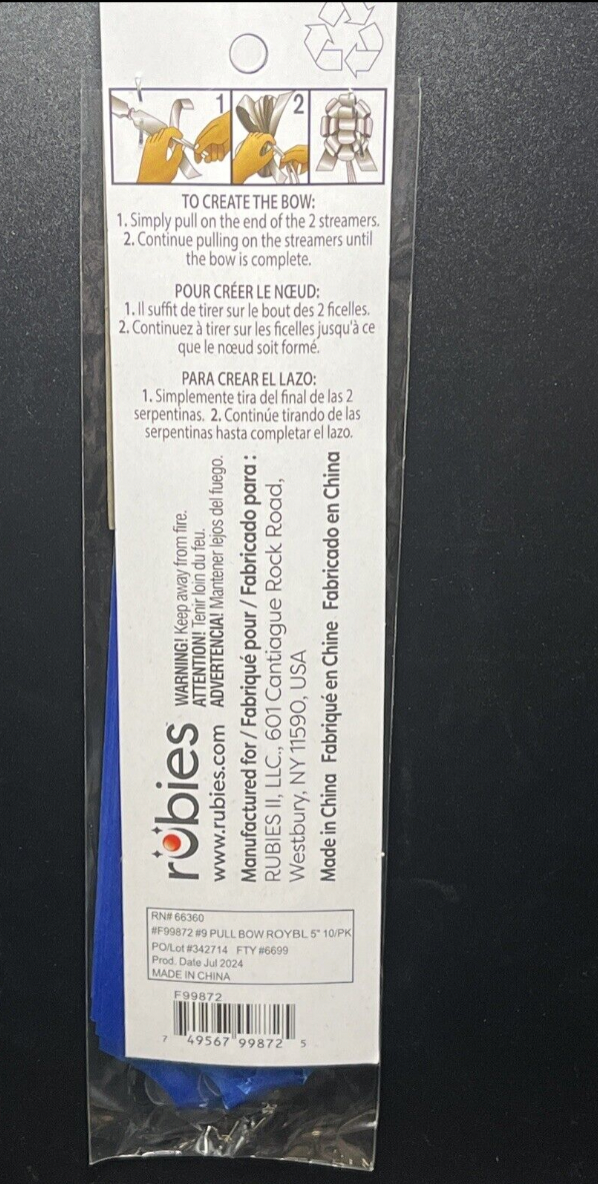 1
2
TO CREATE THE BOW:
1. Simply pull on the end of the 2 streamers.
2. Continue pulling on the streamers until
the bow is complete.
POUR CRÉER LE NŒUD:
1. Il suffit de tirer sur le bout des 2 ficelles.
2. Continuez à tirer sur les ficelles jusqu'à ce
que le nœud soit formé.
PARA CREAR EL LAZO:
1. Simplemente tira del final de las 2
serpentinas. 2. Continúe tirando de las
serpentinas hasta completar el lazo.
rubies
WARNING! Keep away from fire.
ATTENTION! Tenir loin du feu.
www.rubies.com ADVERTENCIA! Mantener lejos del fuego.
Manufactured for / Fabriqué pour / Fabricado para :
RUBIES II, LLC., 601 Cantiague Rock Road,
Westbury, NY 11590, USA
Made in China Fabriqué en Chine Fabricado en China
RN# 66360
#F99872 #9 PULL BOW ROYBL 5" 10/PK
PO/Lot #342714 FTY #6699
Prod. Date Jul 2024
MADE IN CHINA
F99872
7 49567 99872 5